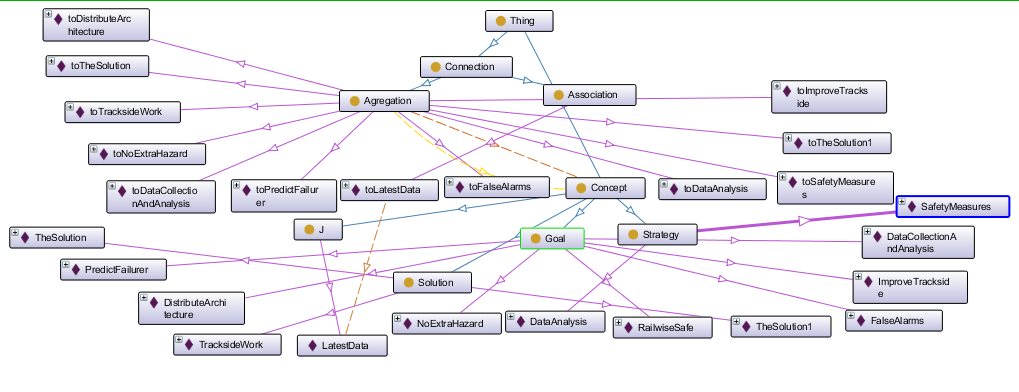 Thing
toDistributeArc
hitecture
toTheSolution
Connection
Agregation
Association
toImproveTracks
ide
toTracksideWork
toTheSolution1
toNoExtraHazard
toDataCollectio
nAndAnalysis
toPredictFailur
er
toLatestData
toFalseAlarms
Concept
toDataAnalysis
toSafetyMeasure
s
SafetyMeasures
J
TheSolution
Goal
Strategy
DataCollectionA
ndAnalysis
PredictFailurer
Solution
ImproveTracksid
e
DistributeArchi
tecture
NoExtraHazard
DataAnalysis
RailwiseSafe
TheSolution1
FalseAlarms
TracksideWork
LatestData